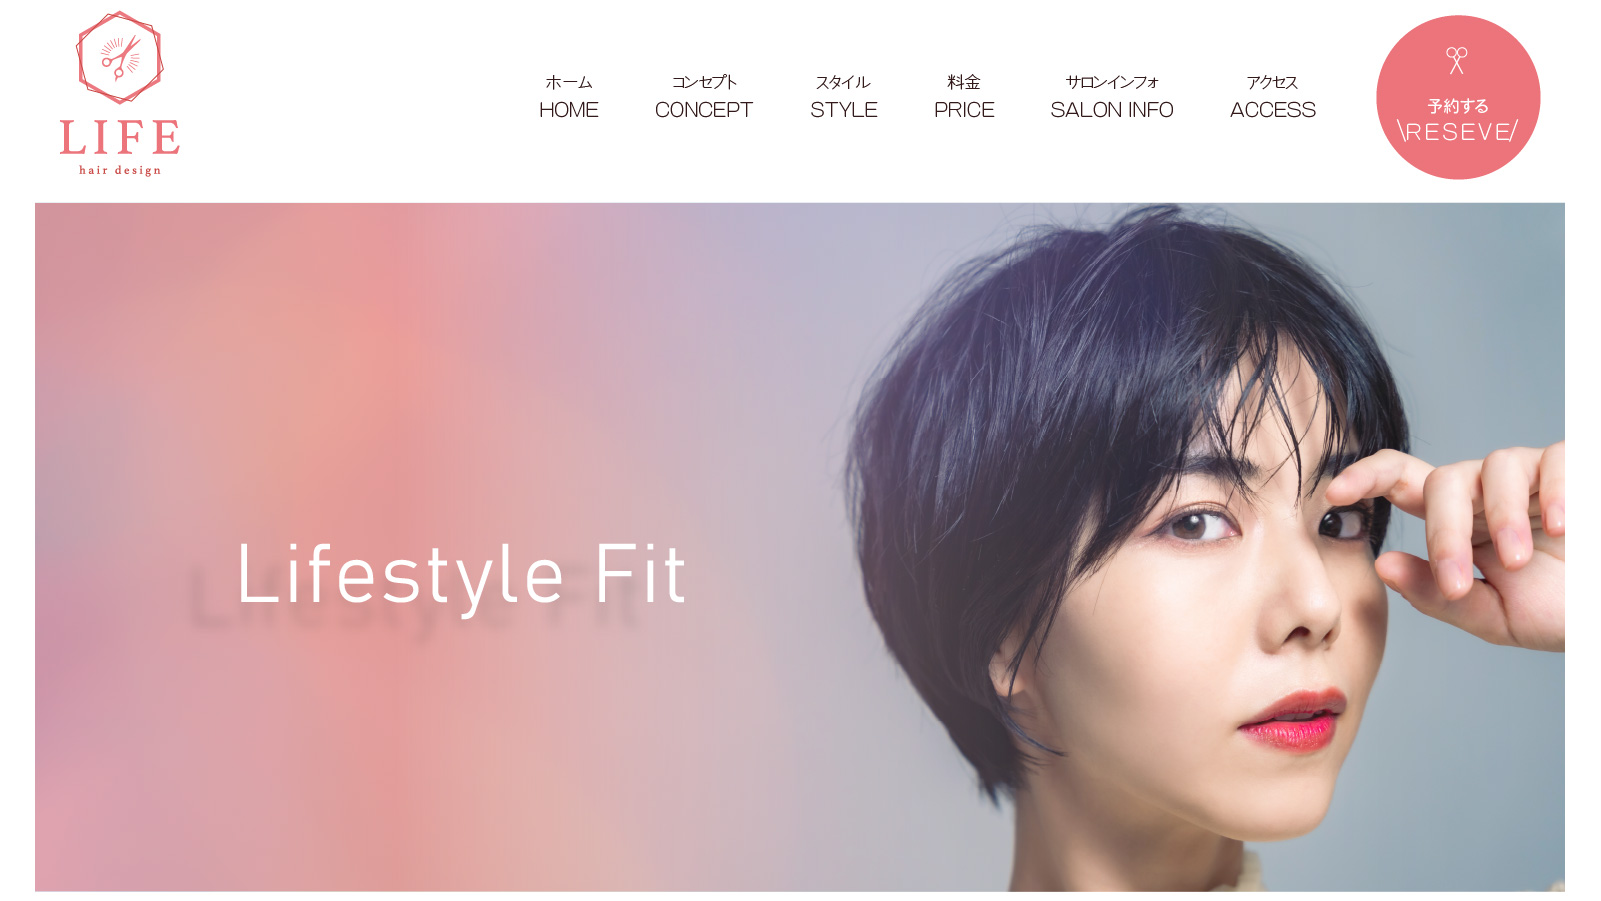 LIFE
hair design
ホーム
HOME
コンセプト
CONCEPT
スタイル
STYLE
料金
PRICE
サロンインフォ
SALON INFO
アクセス
ACCESS
予約する
\RESEVE/
Lifestyle Fit